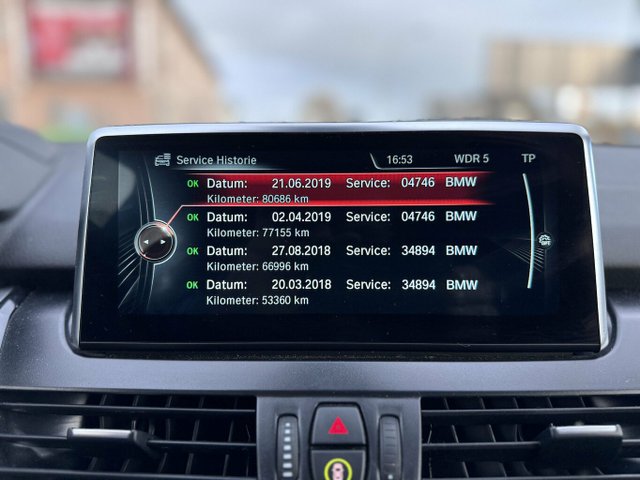 Service Historie 16:53 WDR 5 TP
OK Datum: 21.06.2019 Service: 04746 BMW
Kilometer: 80686 km
OK Datum: 02.04.2019 Service: 04746 BMW
Kilometer: 77155 km
OK Datum: 27.08.2018 Service: 34894 BMW
Kilometer: 66996 km
OK Datum: 20.03.2018 Service: 34894 BMW
Kilometer: 53360 km